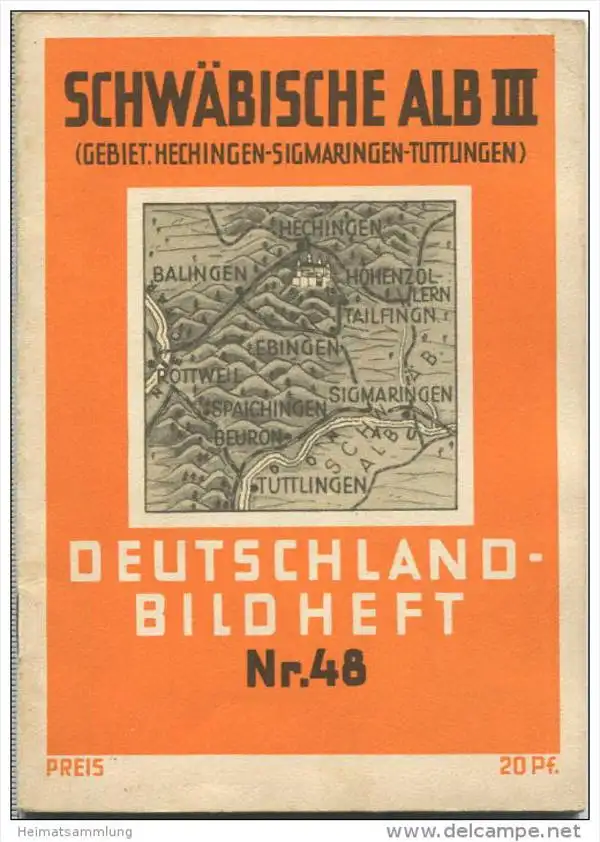 SCHWÄBISCHE ALB III
(GEBIET: HECHINGEN-SIGMARINGEN-TUTTLINGEN)
HECHINGEN
BALINGEN
HOHENZOL-
LERN
TAILFINGN.
EBINGEN
ROTTWEIL
SIGMARINGEN
SPAICHINGEN
BEURON
TUTTLINGEN
DEUTSCHLAND-
BILDHEFT
Nr.48
PREIS 20 Pf.
Heimatsammlung
www.delcampe.net